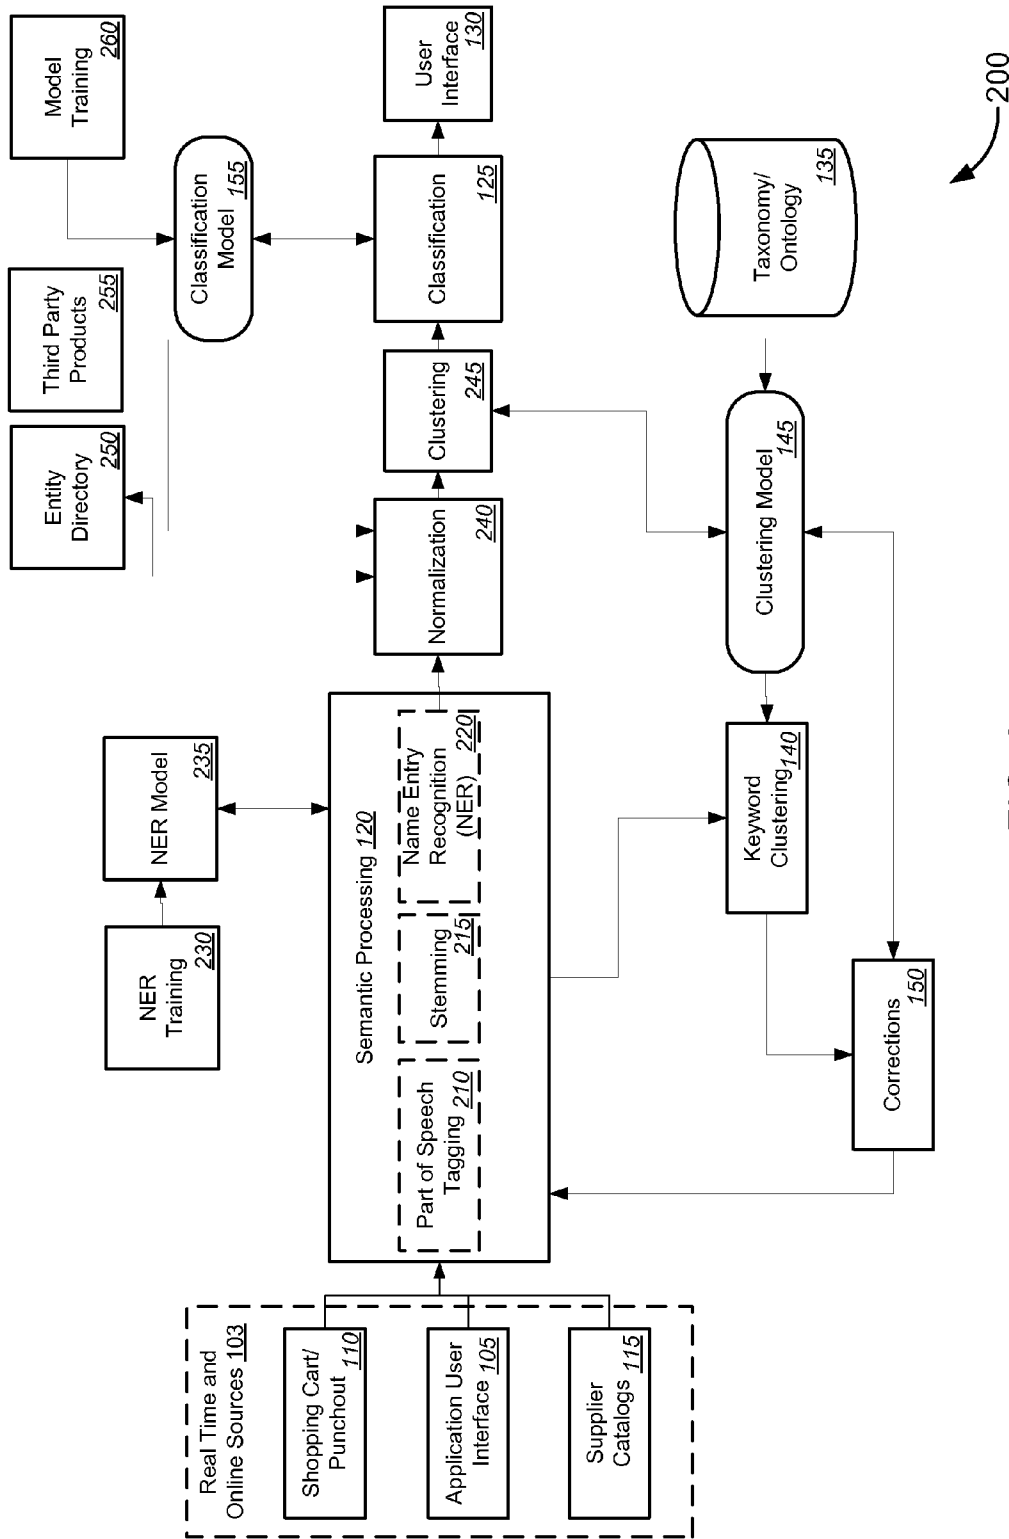 Real Time and
Online Sources 103
Shopping Cart/
Punchout 110
Application User
Interface 105
Supplier
Catalogs 115
NER
Training 230
NER Model 235
Semantic Processing 120
Part of Speech
Tagging 210
Stemming 215
Name Entry
Recognition
(NER) 220
Entity
Directory 250
Third Party
Products 255
Model
Training 260
Classification
Model 155
Normalization
240
Clustering
245
Classification
125
User
Interface 130
Corrections
150
Keyword
Clustering 140
Clustering Model
145
Taxonomy/
Ontology 135
200